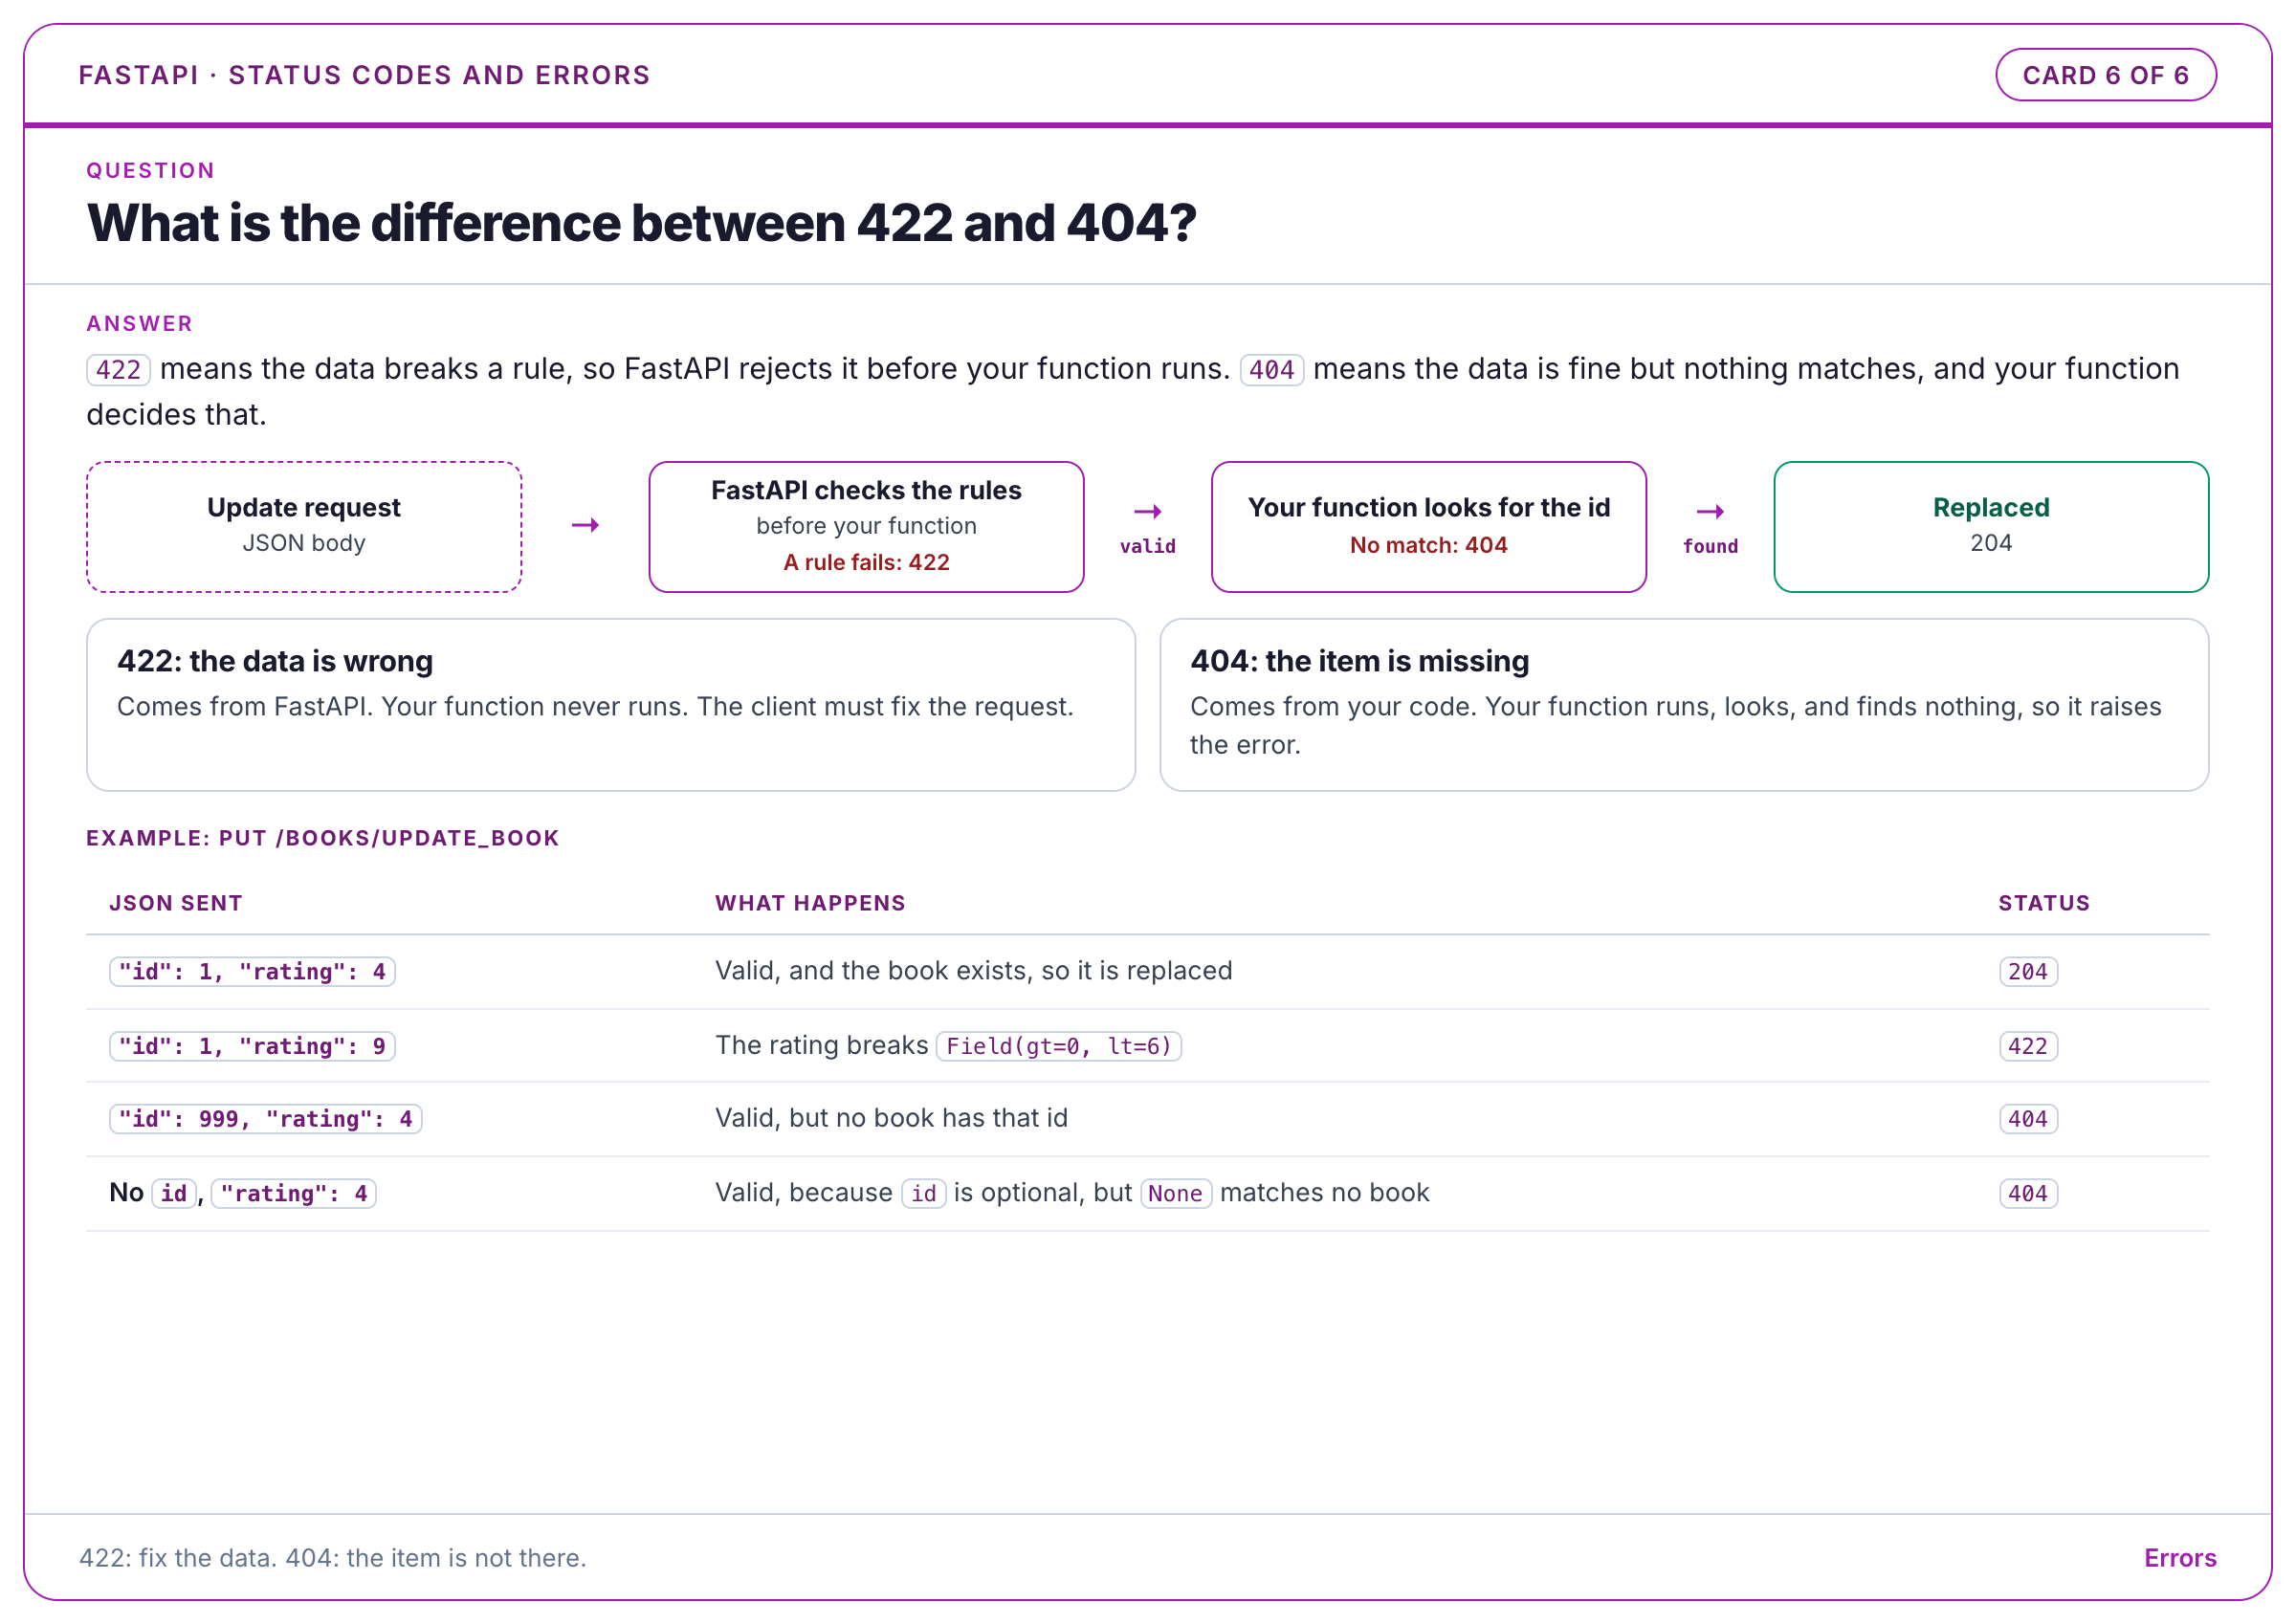 FASTAPI · STATUS CODES AND ERRORS
CARD 6 OF 6
QUESTION
What is the difference between 422 and 404?
ANSWER
422 means the data breaks a rule, so FastAPI rejects it before your function runs. 404 means the data is fine but nothing matches, and your function
decides that.
Update request
JSON body
→
FastAPI checks the rules
before your function
A rule fails: 422
→
valid
Your function looks for the id
No match: 404
→
found
Replaced
204
422: the data is wrong
Comes from FastAPI. Your function never runs. The client must fix the request.
404: the item is missing
Comes from your code. Your function runs, looks, and finds nothing, so it raises
the error.
EXAMPLE: PUT /BOOKS/UPDATE_BOOK
JSON SENT WHAT HAPPENS STATUS
"id": 1, "rating": 4 Valid, and the book exists, so it is replaced 204
"id": 1, "rating": 9 The rating breaks Field(gt=0, lt=6) 422
"id": 999, "rating": 4 Valid, but no book has that id 404
No id, "rating": 4 Valid, because id is optional, but None matches no book 404
422: fix the data. 404: the item is not there.
Errors